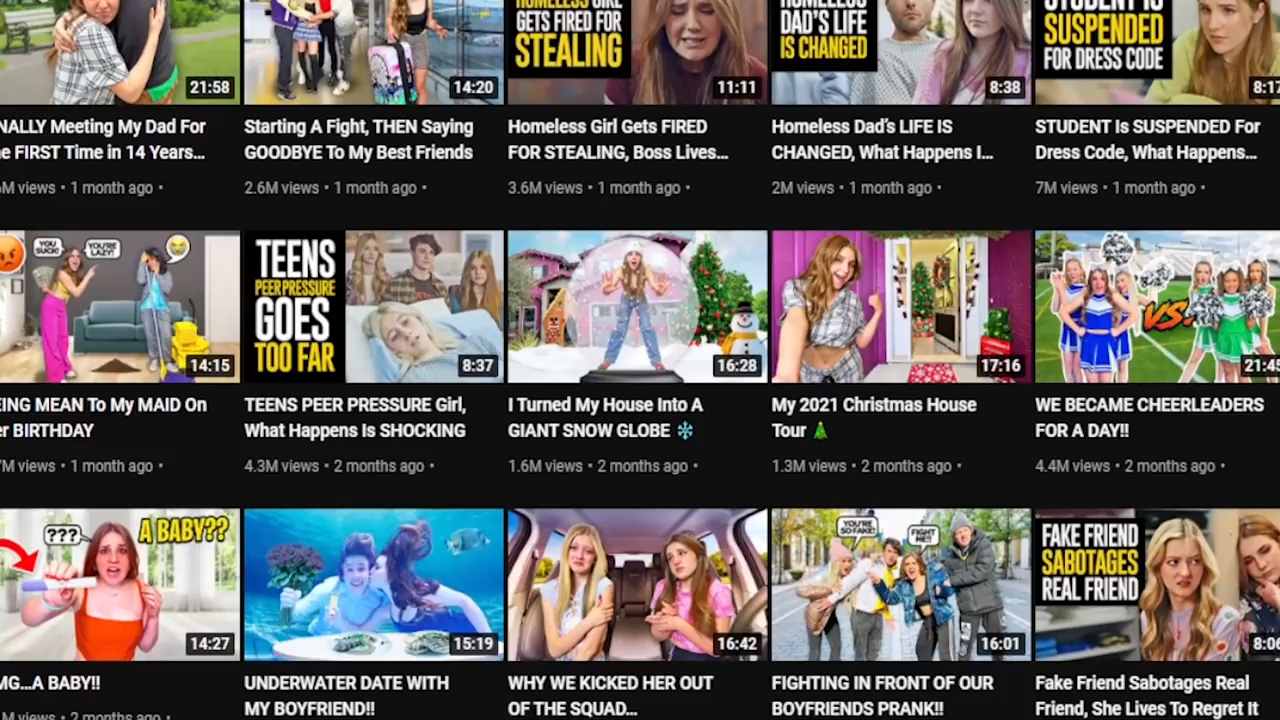 HOMELESS GIRL
GETS FIRED FOR
STEALING
HOMELESS
DAD'S LIFE
IS CHANGED
STUDENT IS
SUSPENDED
FOR DRESS CODE
21:58
14:20
11:11
8:38
8:17
NALLY Meeting My Dad For
e FIRST Time in 14 Years...
Starting A Fight, THEN Saying
GOODBYE To My Best Friends
Homeless Girl Gets FIRED
FOR STEALING, Boss Lives...
Homeless Dad's LIFE IS
CHANGED, What Happens I...
STUDENT Is SUSPENDED For
Dress Code, What Happens...
M views • 1 month ago •
2.6M views • 1 month ago •
3.6M views • 1 month ago •
2M views • 1 month ago •
7M views • 1 month ago •
YOU SUCK!
YOU'RE LAZY!
TEENS
PEER PRESSURE
GOES
TOO FAR
VS.
14:15
8:37
16:28
17:16
21:45
ING MEAN To My MAID On
r BIRTHDAY
TEENS PEER PRESSURE Girl,
What Happens Is SHOCKING
I Turned My House Into A
GIANT SNOW GLOBE ❄️
My 2021 Christmas House
Tour 🎄
WE BECAME CHEERLEADERS
FOR A DAY!!
M views • 1 month ago •
4.3M views • 2 months ago •
1.6M views • 2 months ago •
1.3M views • 2 months ago •
4.4M views • 2 months ago •
???
A BABY??
YOU'RE SO FAKE!
FIGHT ME!!
FAKE FRIEND
SABOTAGES
REAL FRIEND
14:27
15:19
16:42
16:01
8:06
MG...A BABY!!
UNDERWATER DATE WITH
MY BOYFRIEND!!
WHY WE KICKED HER OUT
OF THE SQUAD...
FIGHTING IN FRONT OF OUR
BOYFRIENDS PRANK!!
Fake Friend Sabotages Real
Friend, She Lives To Regret It
M views • 2 months ago •